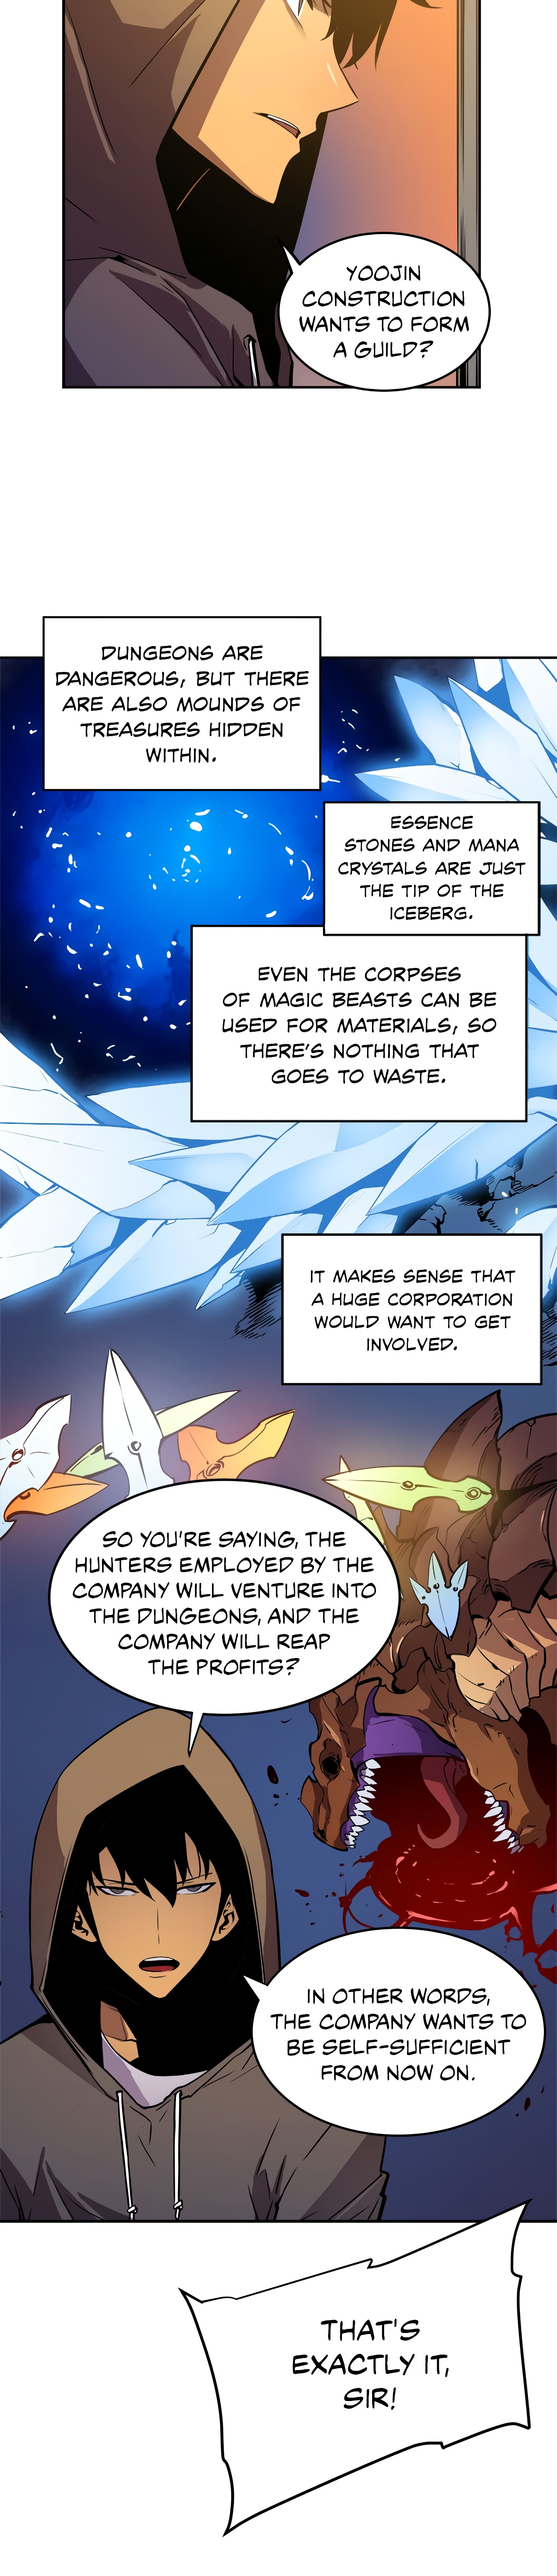 YOOJIN
CONSTRUCTION
WANTS TO FORM
A GUILD?
DUNGEONS ARE
DANGEROUS, BUT THERE
ARE ALSO MOUNDS OF
TREASURES HIDDEN
WITHIN.
ESSENCE
STONES AND MANA
CRYSTALS ARE JUST
THE TIP OF THE
ICEBERG.
EVEN THE CORPSES
OF MAGIC BEASTS CAN BE
USED FOR MATERIALS, SO
THERE'S NOTHING THAT
GOES TO WASTE.
IT MAKES SENSE THAT
A HUGE CORPORATION
WOULD WANT TO GET
INVOLVED.
SO YOU'RE SAYING, THE
HUNTERS EMPLOYED BY THE
COMPANY WILL VENTURE INTO
THE DUNGEONS, AND THE
COMPANY WILL REAP
THE PROFITS?
IN OTHER WORDS,
THE COMPANY WANTS TO
BE SELF-SUFFICIENT
FROM NOW ON.
THAT'S
EXACTLY IT,
SIR!